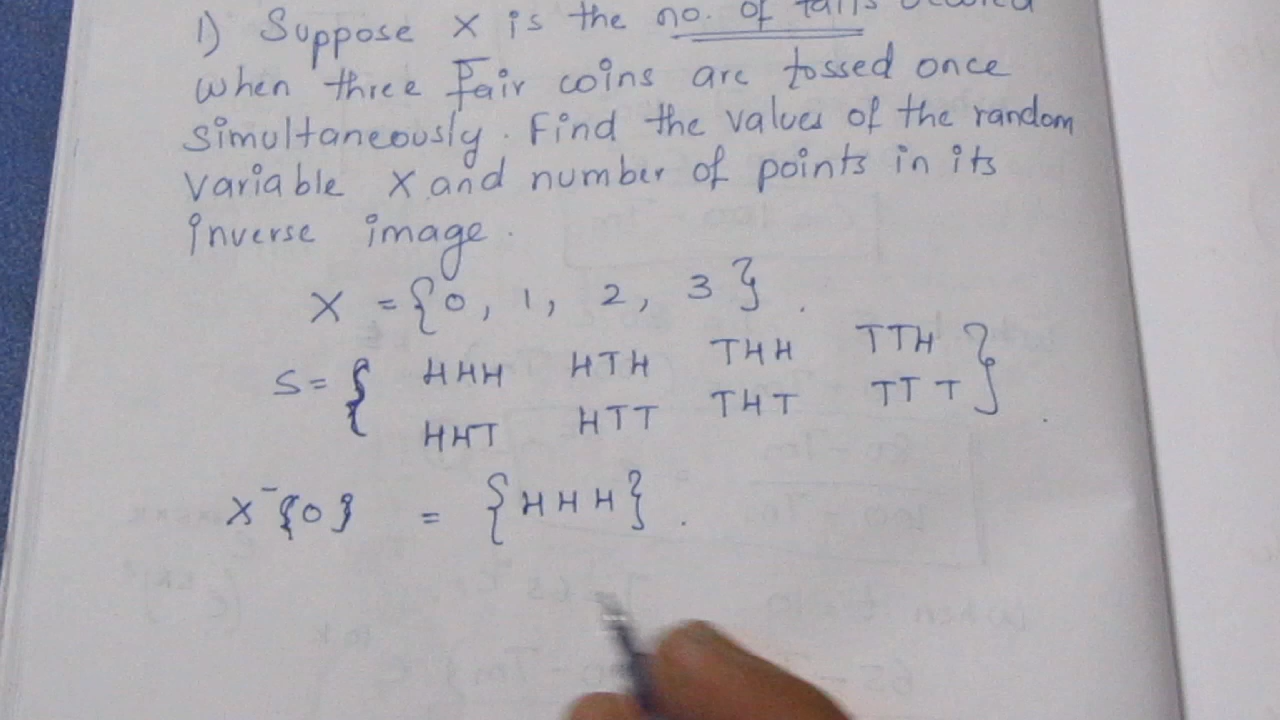 1) Suppose X is the no. of tails
when three fair coins are tossed once
simultaneously. Find the values of the random
variable X and number of points in its
inverse image.
X = {0, 1, 2, 3}.
S = { HHH HTH THH TTH }
HHT HTT THT TTT .
X⁻{0} = {HHH}.